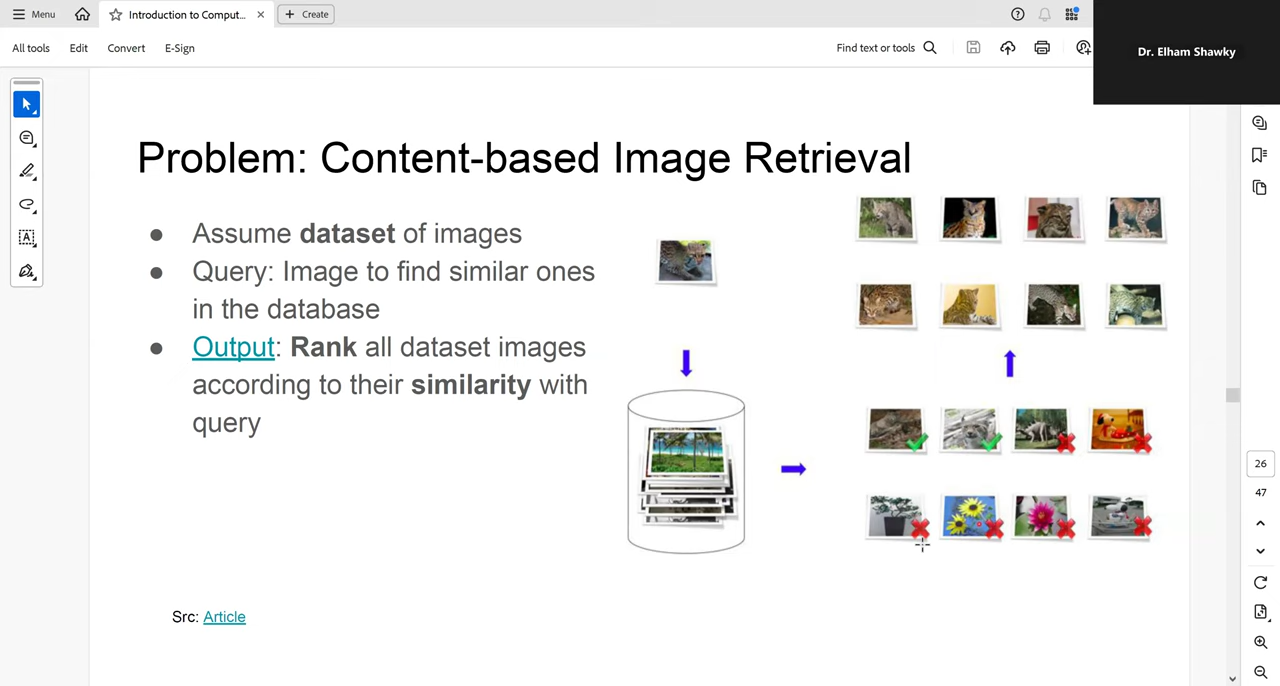 Menu
Introduction to Comput...
Create
All tools
Edit
Convert
E-Sign
Find text or tools
Dr. Elham Shawky
Problem: Content-based Image Retrieval
● Assume dataset of images
● Query: Image to find similar ones
in the database
● Output: Rank all dataset images
according to their similarity with
query
Src: Article
26
47